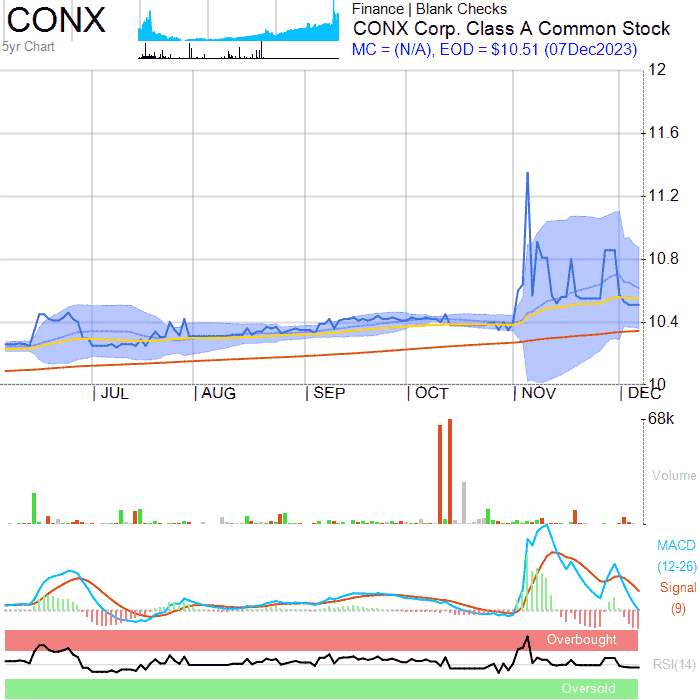 CONX
5yr Chart
Finance | Blank Checks
CONX Corp. Class A Common Stock
MC = (N/A), EOD = $10.51 (07Dec2023)
12
11.6
11.2
10.8
10.4
10
JUL
AUG
SEP
OCT
NOV
DEC
68k
Volume
MACD
(12-26)
Signal
(9)
Overbought
RSI(14)
Oversold